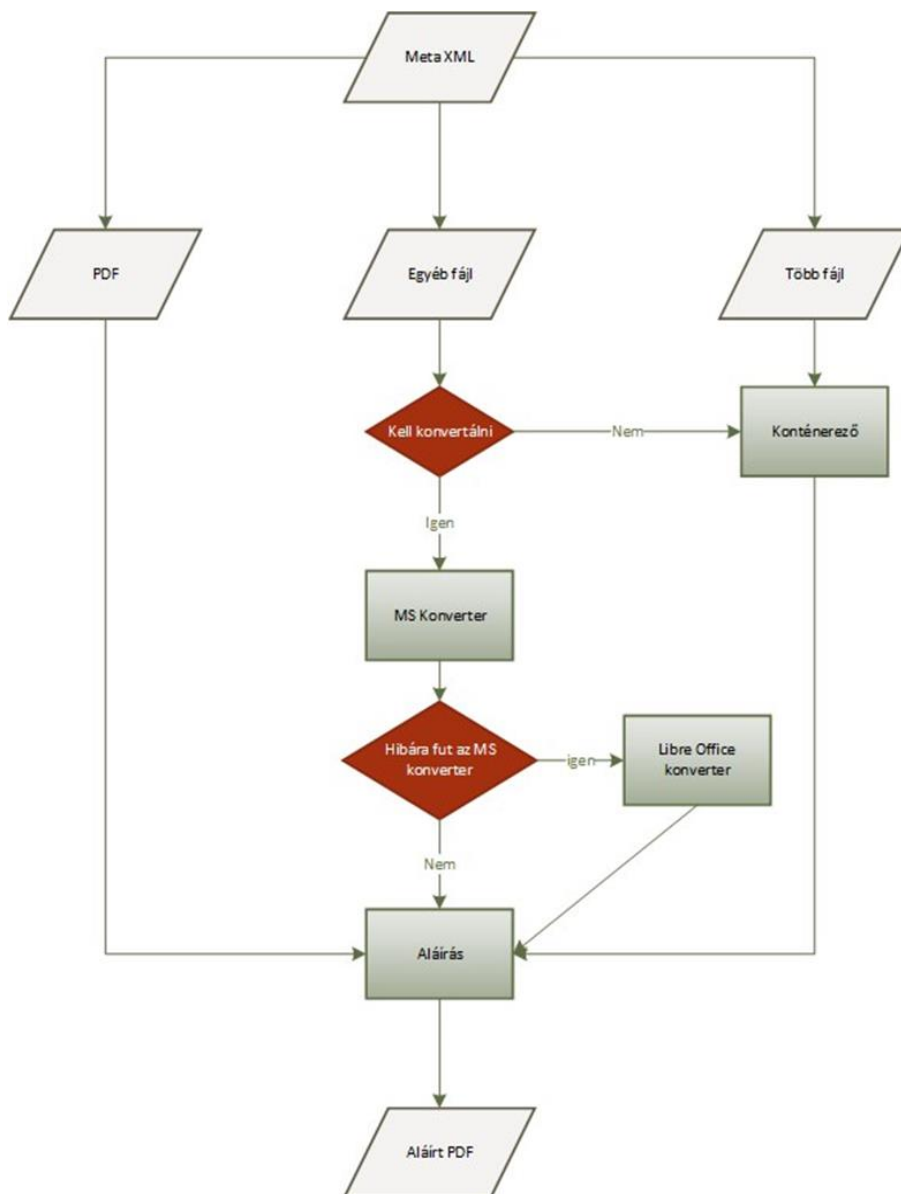 Meta XML
PDF
Egyéb fájl
Több fájl
Kell konvertálni
Nem
Konténerező
Igen
MS Konverter
Hibára fut az MS
konverter
igen
Libre Office
konverter
Nem
Aláírás
Aláírt PDF